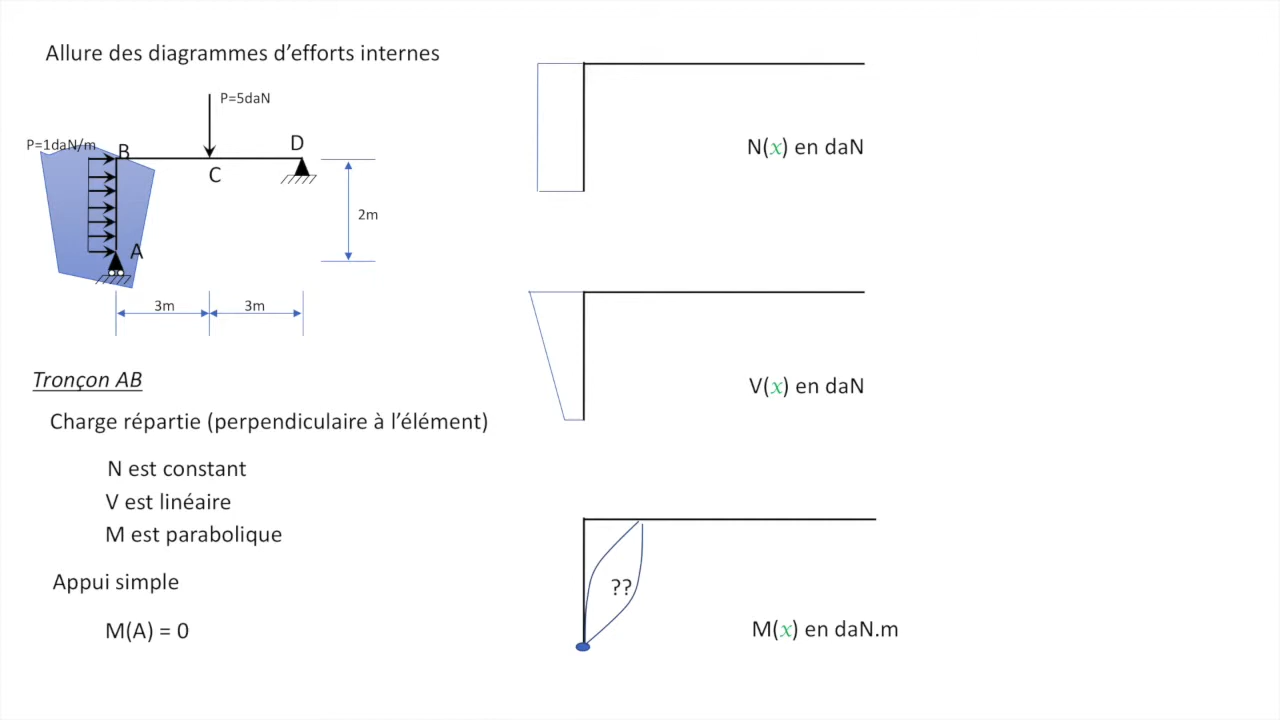 Allure des diagrammes d’efforts internes
P=5daN
P=1daN/m
B
D
C
2m
A
3m
3m
N(x) en daN
Tronçon AB
V(x) en daN
Charge répartie (perpendiculaire à l’élément)
N est constant
V est linéaire
M est parabolique
Appui simple
??
M(A) = 0
M(x) en daN.m